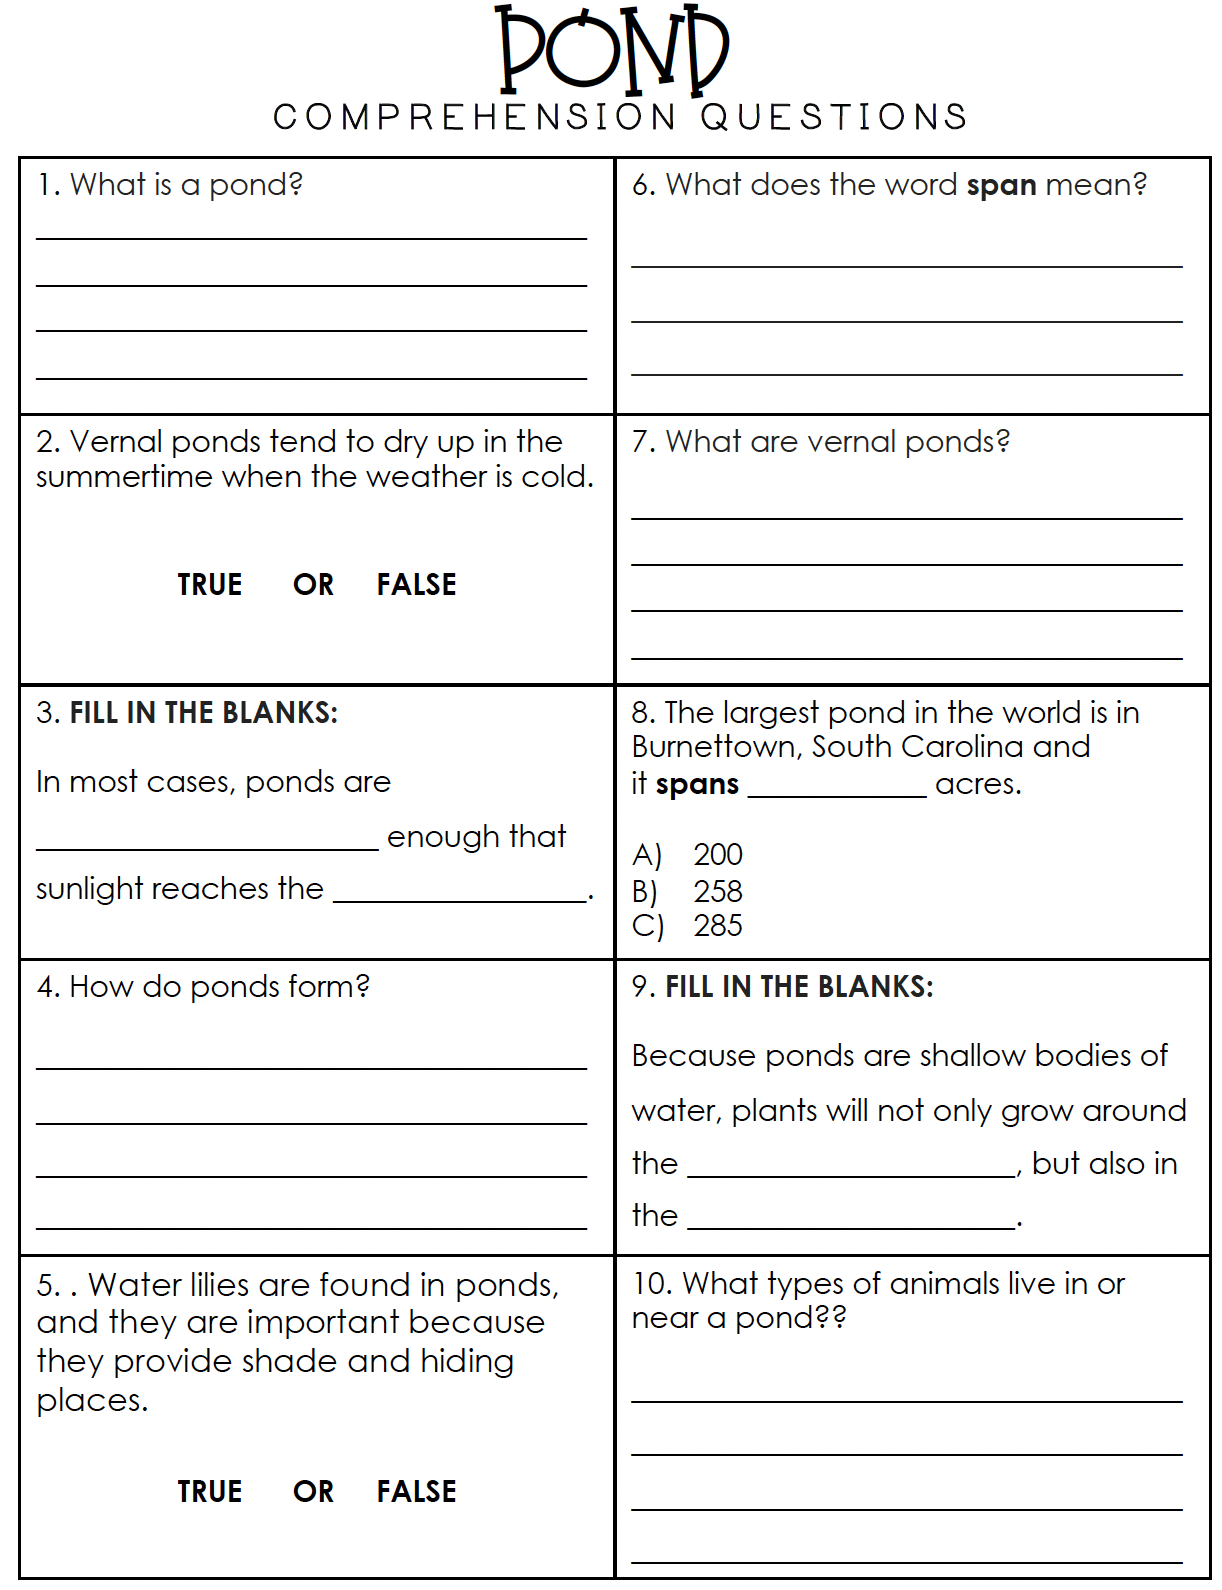 POND
COMPREHENSION QUESTIONS
1. What is a pond?
2. Vernal ponds tend to dry up in the
summertime when the weather is cold.
TRUE OR FALSE
3. FILL IN THE BLANKS:
In most cases, ponds are
____________________ enough that
sunlight reaches the _______________.
4. How do ponds form?
5. . Water lilies are found in ponds,
and they are important because
they provide shade and hiding
places.
TRUE OR FALSE
6. What does the word span mean?
7. What are vernal ponds?
8. The largest pond in the world is in
Burnettown, South Carolina and
it spans ___________ acres.
A) 200
B) 258
C) 285
9. FILL IN THE BLANKS:
Because ponds are shallow bodies of
water, plants will not only grow around
the ____________________, but also in
the ____________________.
10. What types of animals live in or
near a pond??